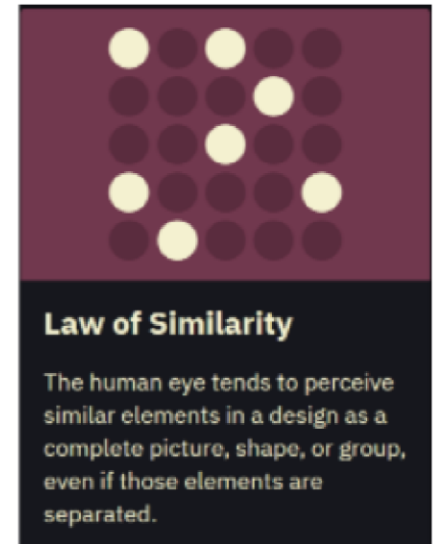 Law of Similarity
The human eye tends to perceive
similar elements in a design as a
complete picture, shape, or group,
even if those elements are
separated.